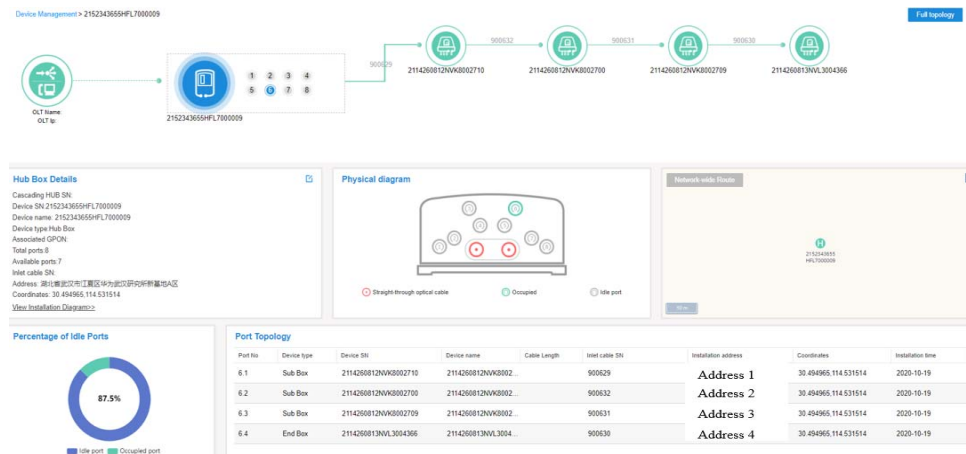 Device Management> 2152343655HFL7000009
Full topology
900632
900631
900630
900629
2114260812NVK8002710
2114260812NVK8002700
2114260812NVK8002709
2114260813NVL3004366
1 2 3 4
5 6 7 8
OLT Name:
OLT Ip:
2152343655HFL7000009
Hub Box Details
Cascading HUB SN:
Device SN:2152343655HFL7000009
Device name: 2152343655HFL7000009
Device type:Hub Box
Associated GPON:
Total ports:8
Available ports:7
Inlet cable SN:
Address: 湖北省武汉市江夏区华为武汉研究所新基地A区
Coordinates: 30.494965,114.531514
View Installation Diagram>>
Physical diagram
Straight-through optical cable
Occupied
Idle port
Network-wide Route
H
2152343655
HFL7000009
Percentage of Idle Ports
87.5%
Idle port Occupied port
Port Topology
Port No Device type Device SN Device name Cable Length Inlet cable SN Installation address Coordinates Installation time
6.1 Sub Box 2114260812NVK8002710 2114260812NVK8002... 900629 Address 1 30.494965,114.531514 2020-10-19
6.2 Sub Box 2114260812NVK8002700 2114260812NVK8002... 900632 Address 2 30.494965,114.531514 2020-10-19
6.3 Sub Box 2114260812NVK8002709 2114260812NVK8002... 900631 Address 3 30.494965,114.531514 2020-10-19
6.4 End Box 2114260813NVL3004366 2114260813NVL3004... 900630 Address 4 30.494965,114.531514 2020-10-19